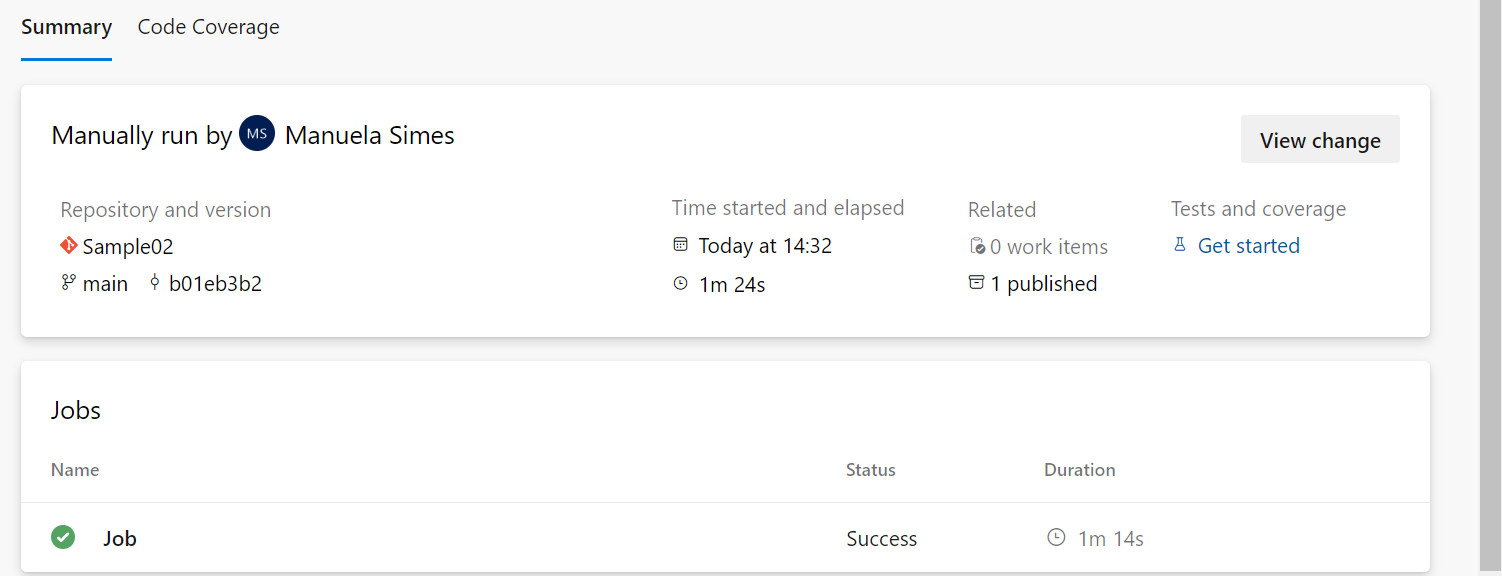 Summary Code Coverage
Manually run by MS Manuela Simes
View change
Repository and version
Sample02
main b01eb3b2
Time started and elapsed
Today at 14:32
1m 24s
Related
0 work items
1 published
Tests and coverage
Get started
Jobs
Name Status Duration
Job Success 1m 14s